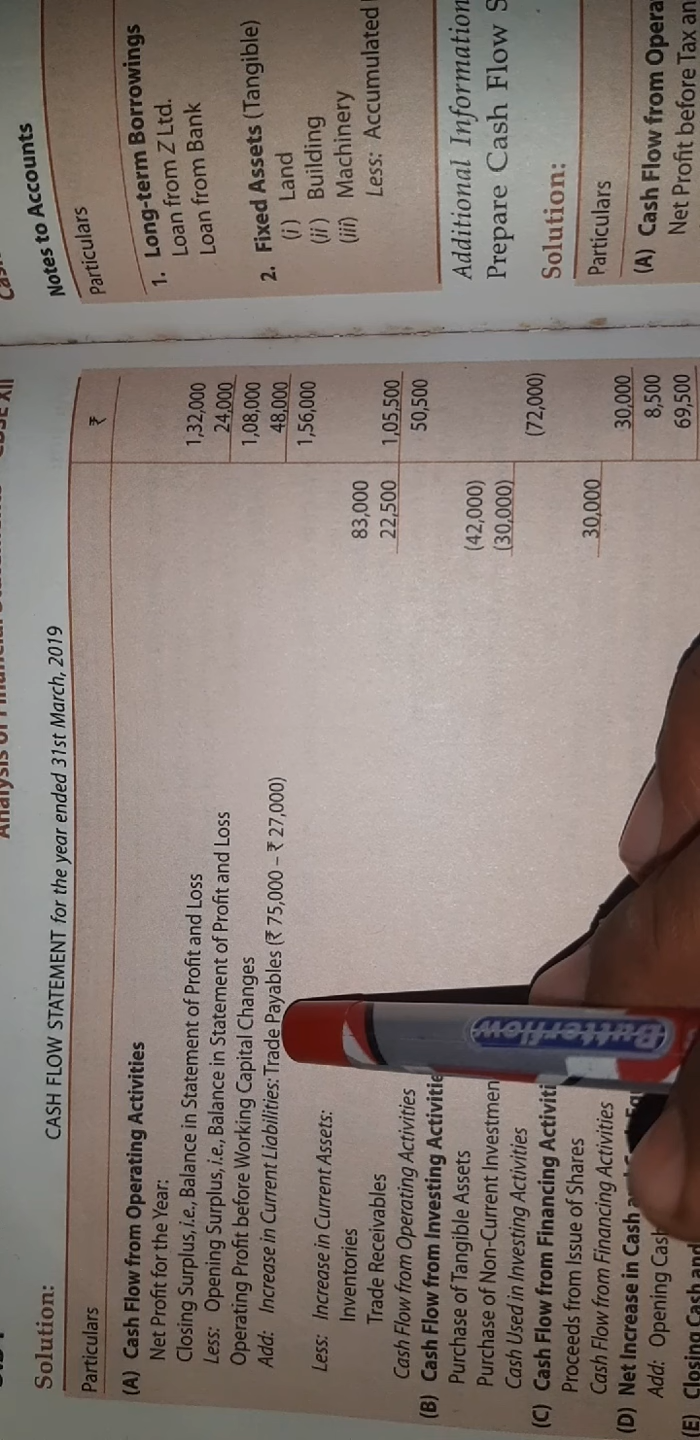 Analysis of Financial Statements
CBSE XII
Solution:
CASH FLOW STATEMENT for the year ended 31st March, 2019
Particulars ₹
(A) Cash Flow from Operating Activities
Net Profit for the Year:
Closing Surplus, i.e., Balance in Statement of Profit and Loss 1,32,000
Less: Opening Surplus, i.e., Balance in Statement of Profit and Loss 24,000
Operating Profit before Working Capital Changes 1,08,000
Add: Increase in Current Liabilities: Trade Payables (₹ 75,000 – ₹ 27,000) 48,000
1,56,000
Less: Increase in Current Assets:
Inventories 83,000
Trade Receivables 22,500 1,05,500
Cash Flow from Operating Activities 50,500
(B) Cash Flow from Investing Activitie
Purchase of Tangible Assets (42,000)
Purchase of Non-Current Investmen (30,000)
Cash Used in Investing Activities (72,000)
(C) Cash Flow from Financing Activiti
Proceeds from Issue of Shares 30,000
Cash Flow from Financing Activities 30,000
(D) Net Increase in Cash 8,500
Add: Opening Cash 69,500
(E) Closing Cash and
Butterflow
Notes to Accounts
Particulars
1. Long-term Borrowings
Loan from Z Ltd.
Loan from Bank
2. Fixed Assets (Tangible)
(i) Land
(ii) Building
(iii) Machinery
Less: Accumulated
Additional Information
Prepare Cash Flow S
Solution:
Particulars
(A) Cash Flow from Opera
Net Profit before Tax an